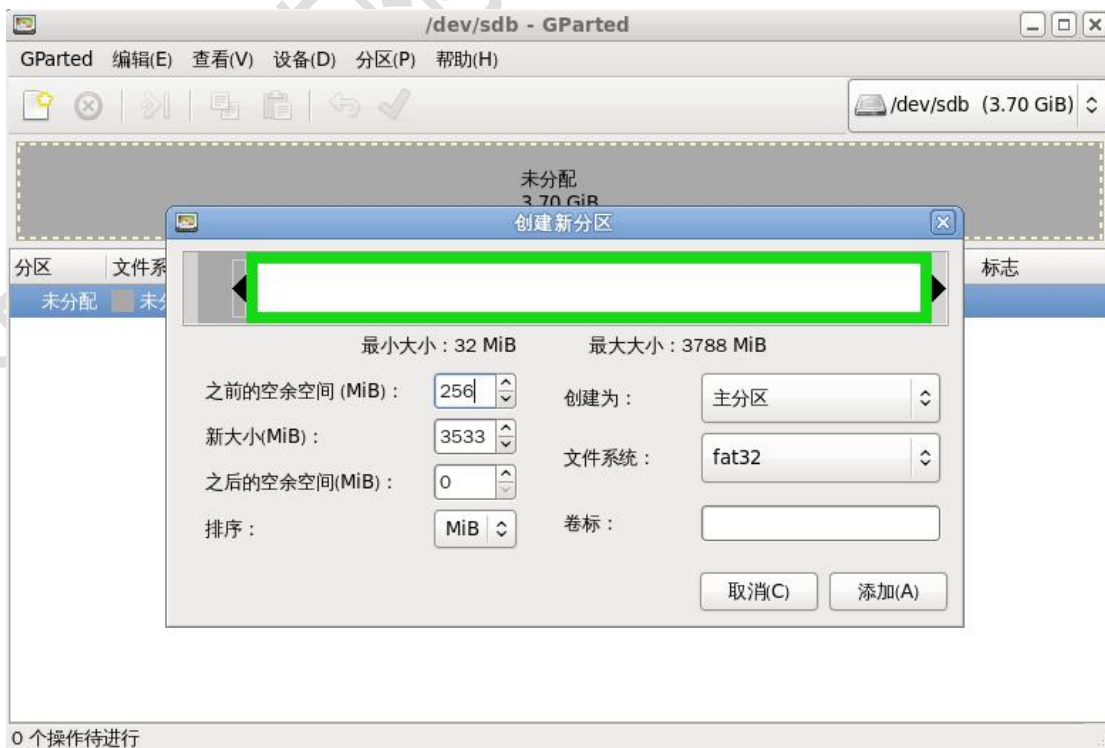 /dev/sdb - GParted
GParted 编辑(E) 查看(V) 设备(D) 分区(P) 帮助(H)
/dev/sdb (3.70 GiB)
未分配
3.70 GiB
创建新分区
分区 文件系 标志
未分配 未分
最小大小：32 MiB 最大大小：3788 MiB
之前的空余空间 (MiB)： 256 创建为： 主分区
新大小(MiB)： 3533
文件系统： fat32
之后的空余空间(MiB)： 0
排序： MiB 卷标：
取消(C) 添加(A)
0 个操作待进行